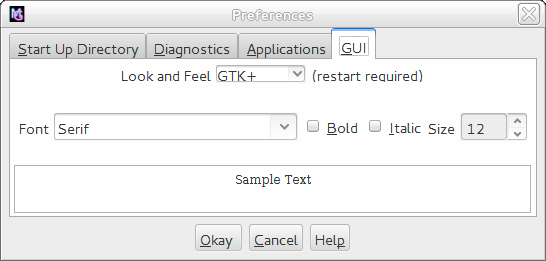 Preferences
Start Up Directory Diagnostics Applications GUI
Look and Feel GTK+ (restart required)
Font Serif Bold Italic Size 12
Sample Text
Okay Cancel Help